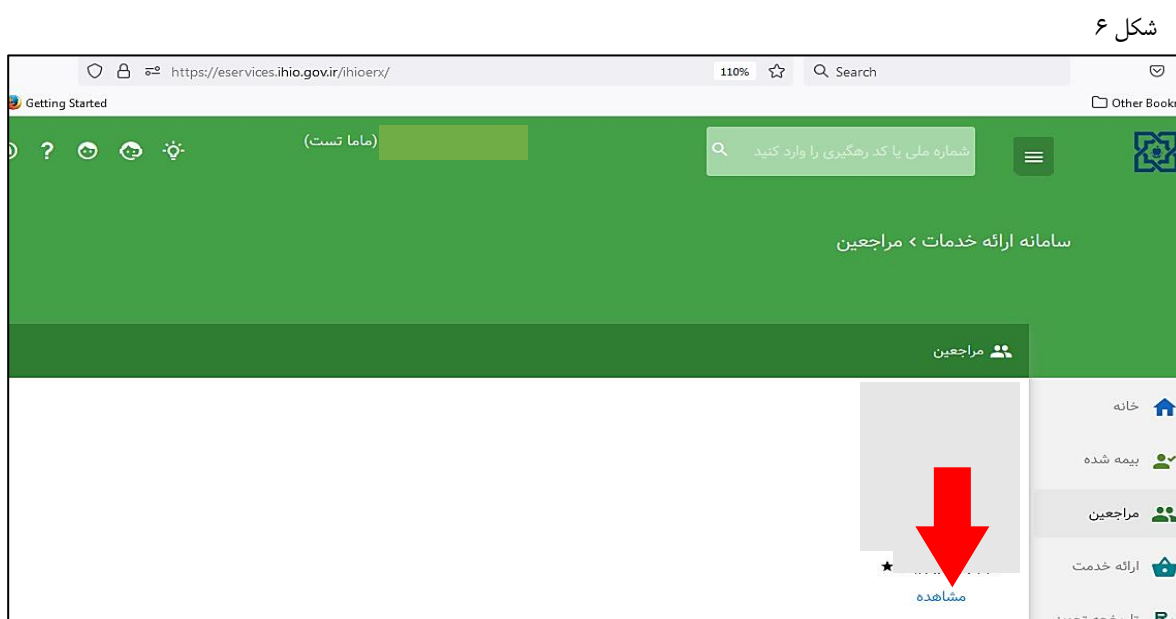 شکل ۶
https://eservices.ihio.gov.ir/ihioerx/
110%
Search
Getting Started
Other
(ماما تست)
شماره ملی یا کد رهگیری را وارد کنید
سامانه ارائه خدمات › مراجعین
مراجعین
خانه
بیمه شده
مراجعین
ارائه خدمت
مشاهده